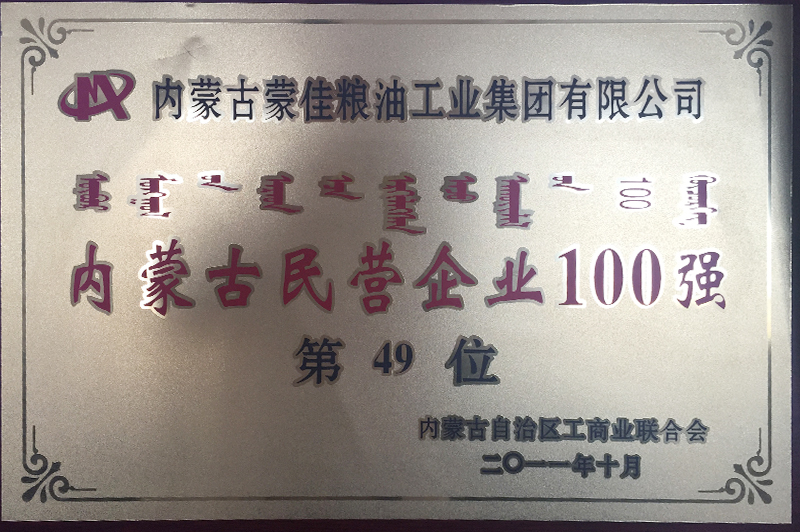 内蒙古蒙佳粮油工业集团有限公司
100
内蒙古民营企业100强
第49位
内蒙古自治区工商业联合会
二〇一一年十月